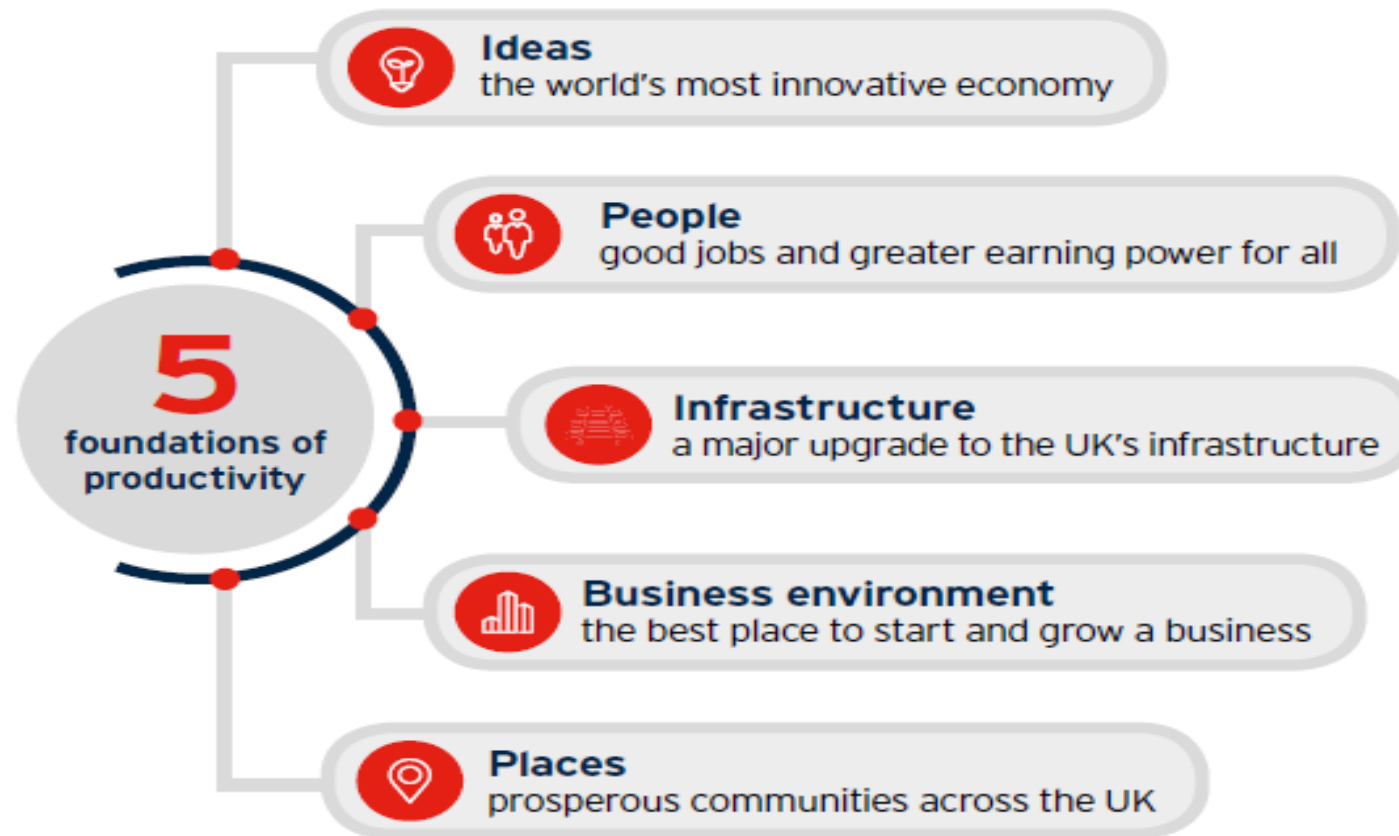 Ideas
the world's most innovative economy
People
good jobs and greater earning power for all
5
foundations of
productivity
Infrastructure
a major upgrade to the UK's infrastructure
Business environment
the best place to start and grow a business
Places
prosperous communities across the UK